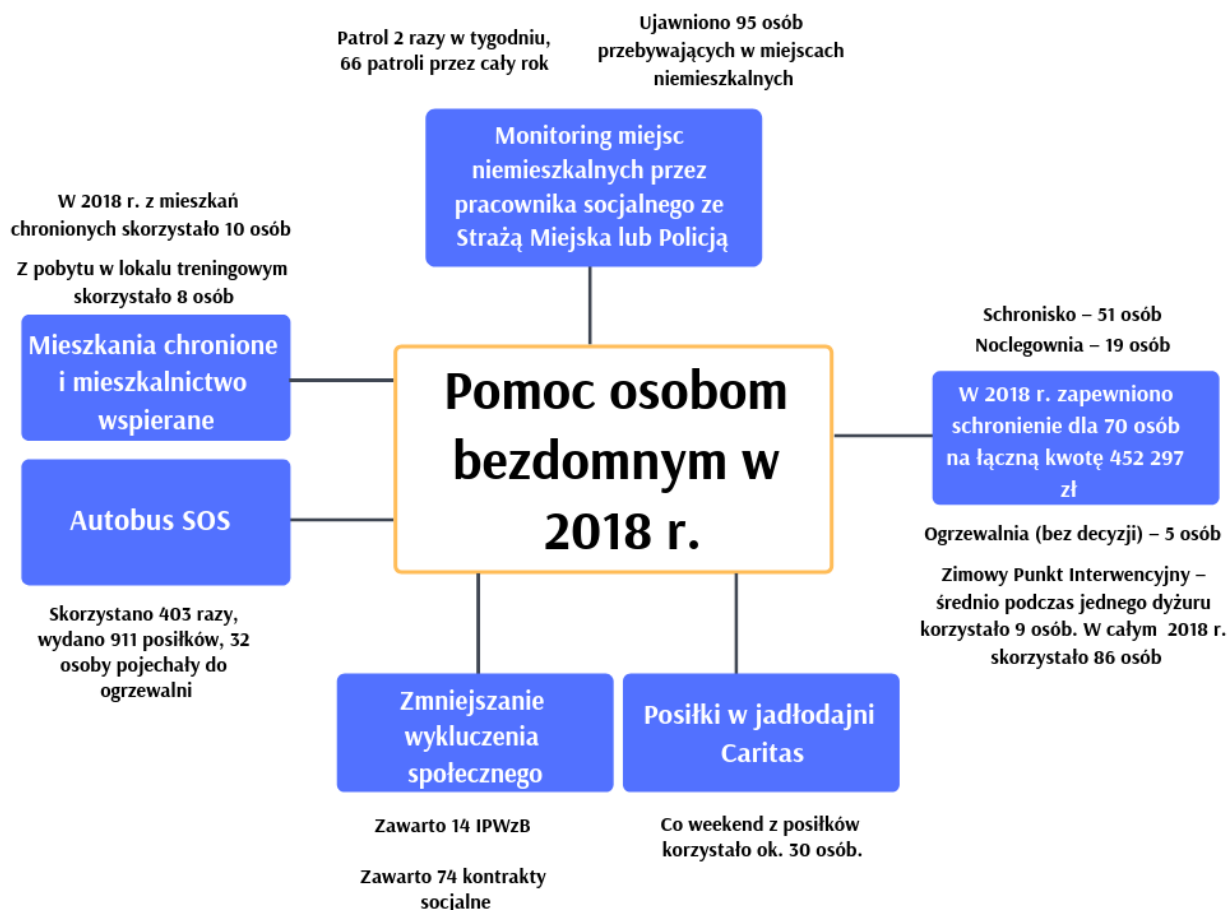 Patrol 2 razy w tygodniu,
66 patroli przez cały rok
Ujawniono 95 osób
przebywających w miejscach
niemieszkalnych
Monitoring miejsc
niemieszkalnych przez
pracownika socjalnego ze
Strażą Miejska lub Policją
W 2018 r. z mieszkań
chronionych skorzystało 10 osób
Z pobytu w lokalu treningowym
skorzystało 8 osób
Mieszkania chronione
i mieszkalnictwo
wspierane
Autobus SOS
Skorzystano 403 razy,
wydano 911 posiłków, 32
osoby pojechały do
ogrzewalni
Pomoc osobom
bezdomnym w
2018 r.
Schronisko – 51 osób
Noclegownia – 19 osób
W 2018 r. zapewniono
schronienie dla 70 osób
na łączną kwotę 452 297
zł
Ogrzewalnia (bez decyzji) – 5 osób
Zimowy Punkt Interwencyjny –
średnio podczas jednego dyżuru
korzystało 9 osób. W całym 2018 r.
skorzystało 86 osób
Zmniejszanie
wykluczenia
społecznego
Zawarto 14 IPWzB
Zawarto 74 kontrakty
socjalne
Posiłki w jadłodajni
Caritas
Co weekend z posiłków
korzystało ok. 30 osób.